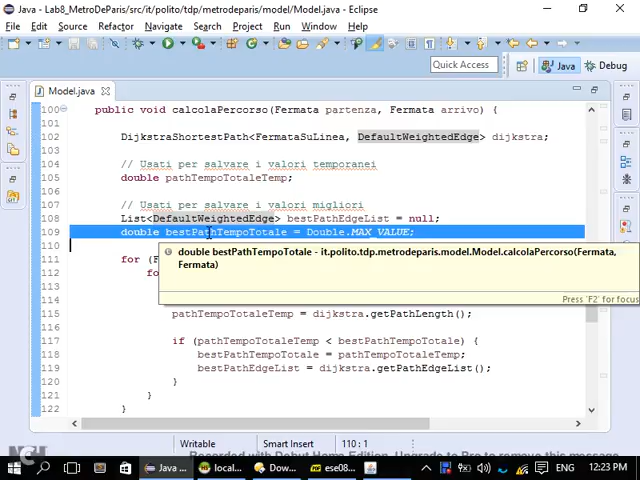 Java - Lab8_MetroDeParis/src/it/polito/tdp/metrodeparis/model/Model.java - Eclipse
File Edit Source Refactor Navigate Search Project Run Window Help
Quick Access Java Debug
Model.java
100 public void calcolaPercorso(Fermata partenza, Fermata arrivo) {
101
102 DijkstraShortestPath<FermataSuLinea, DefaultWeightedEdge> dijkstra;
103
104 // Usati per salvare i valori temporanei
105 double pathTempoTotaleTemp;
106
107 // Usati per salvare i valori migliori
108 List<DefaultWeightedEdge> bestPathEdgeList = null;
109 double bestPathTempoTotale = Double.MAX_VALUE;
110
111 for (F
112 fo
113
114
115 pathTempoTotaleTemp = dijkstra.getPathLength();
116
117 if (pathTempoTotaleTemp < bestPathTempoTotale) {
118 bestPathTempoTotale = pathTempoTotaleTemp;
119 bestPathEdgeList = dijkstra.getPathEdgeList();
120 }
121 }
122 }
double bestPathTempoTotale - it.polito.tdp.metrodeparis.model.Model.calcolaPercorso(Fermata,
Fermata)
Press 'F2' for focus
Writable Smart Insert 110 : 1
NCH
Recorded with Debut Home Edition. Upgrade to Pro to remove this message
Java - ... local... Dow... ese08... ENG 12:23 PM